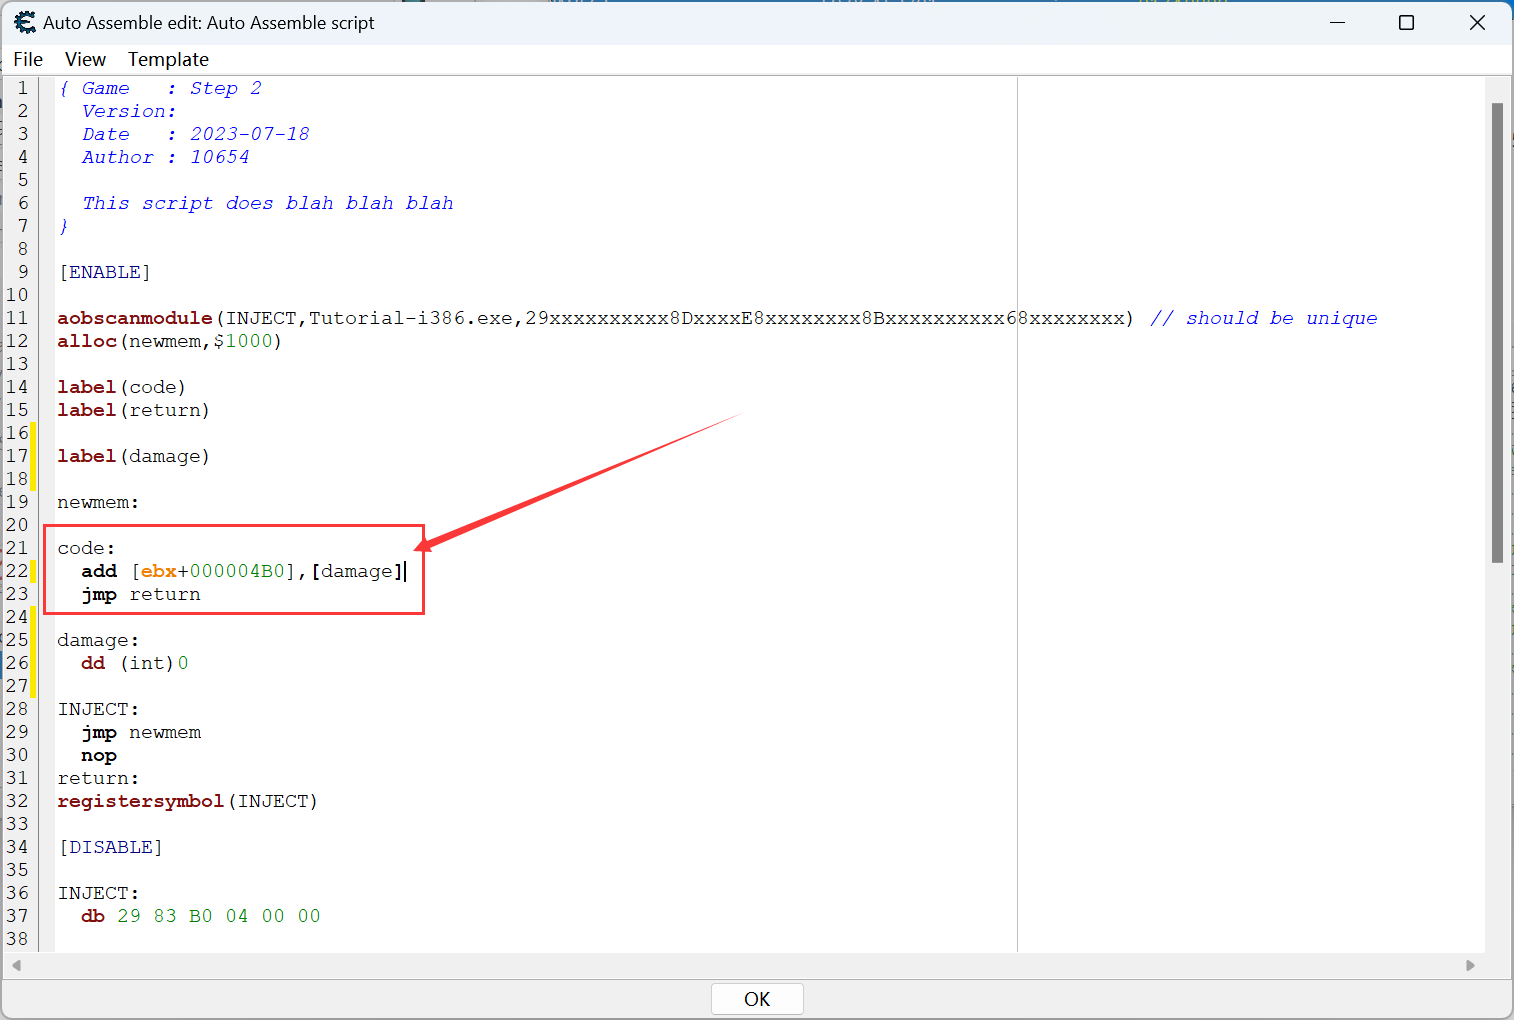 Auto Assemble edit: Auto Assemble script
File View Template
1 { Game   : Step 2
2   Version:
3   Date   : 2023-07-18
4   Author : 10654
5
6   This script does blah blah blah
7 }
8
9 [ENABLE]
10
11 aobscanmodule(INJECT,Tutorial-i386.exe,29xxxxxxxxxx8DxxxxE8xxxxxxxx8Bxxxxxxxxxx68xxxxxxxx) // should be unique
12 alloc(newmem,$1000)
13
14 label(code)
15 label(return)
16
17 label(damage)
18
19 newmem:
20
21 code:
22   add [ebx+000004B0],[damage]
23   jmp return
24
25 damage:
26   dd (int)0
27
28 INJECT:
29   jmp newmem
30   nop
31 return:
32 registersymbol(INJECT)
33
34 [DISABLE]
35
36 INJECT:
37   db 29 83 B0 04 00 00
38
OK